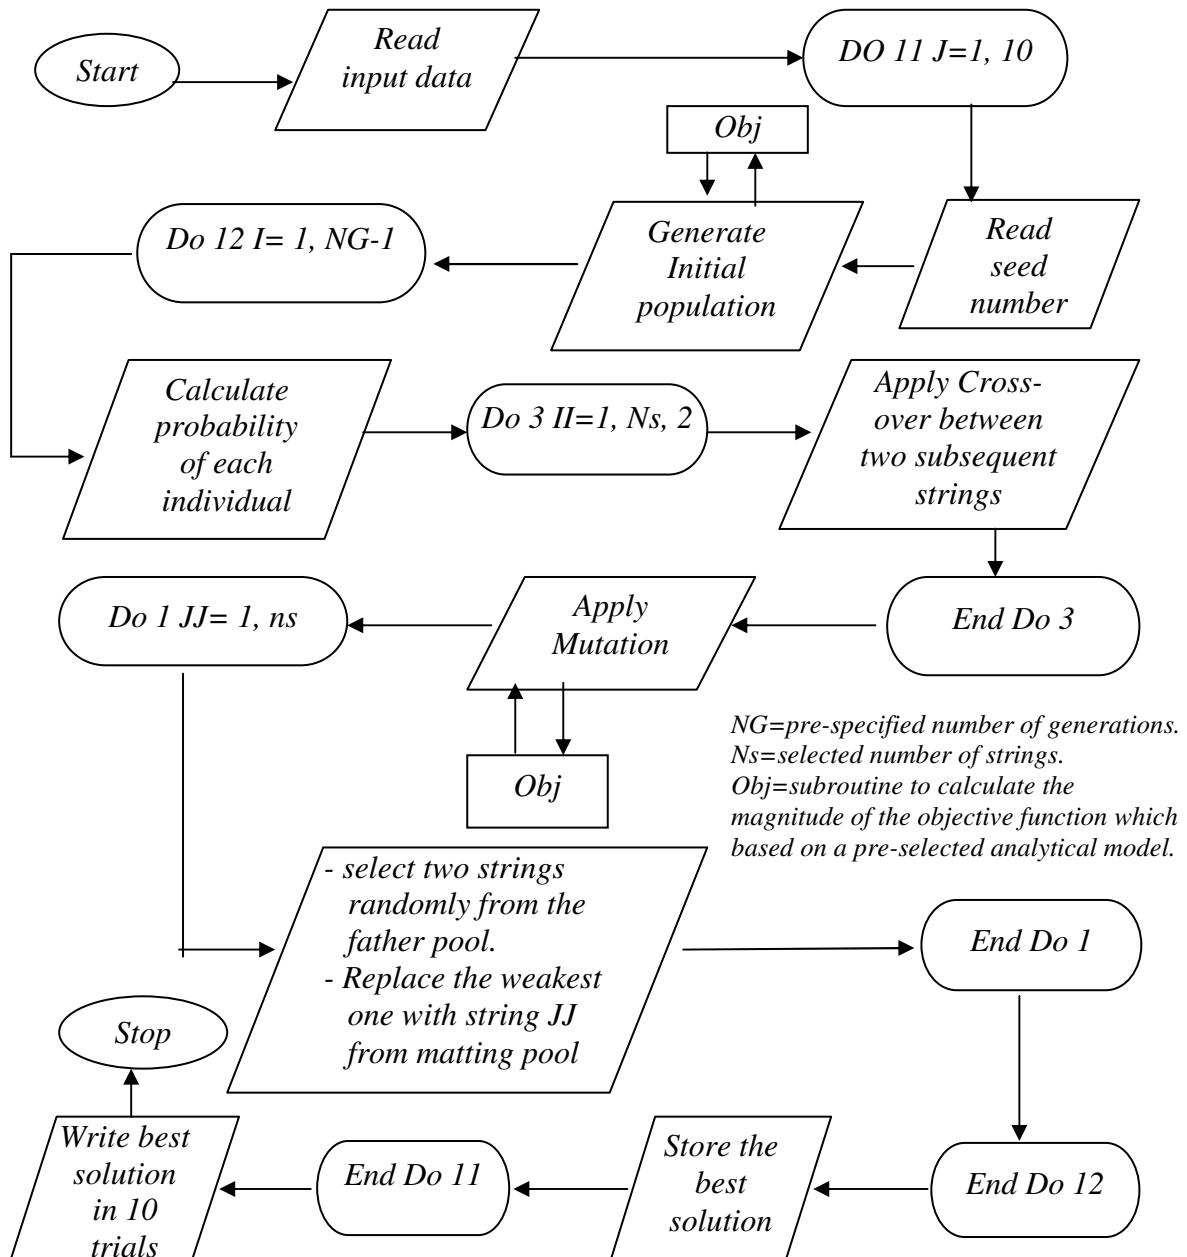 Start
Read
input data
DO 11 J=1, 10
Obj
Do 12 I= 1, NG-1
Generate
Initial
population
Read
seed
number
Calculate
probability
of each
individual
Do 3 II=1, Ns, 2
Apply Cross-
over between
two subsequent
strings
Do 1 JJ= 1, ns
Apply
Mutation
End Do 3
Obj
NG=pre-specified number of generations.
Ns=selected number of strings.
Obj=subroutine to calculate the
magnitude of the objective function which
based on a pre-selected analytical model.
- select two strings
randomly from the
father pool.
- Replace the weakest
one with string JJ
from matting pool
End Do 1
Stop
Write best
solution
in 10
trials
End Do 11
Store the
best
solution
End Do 12